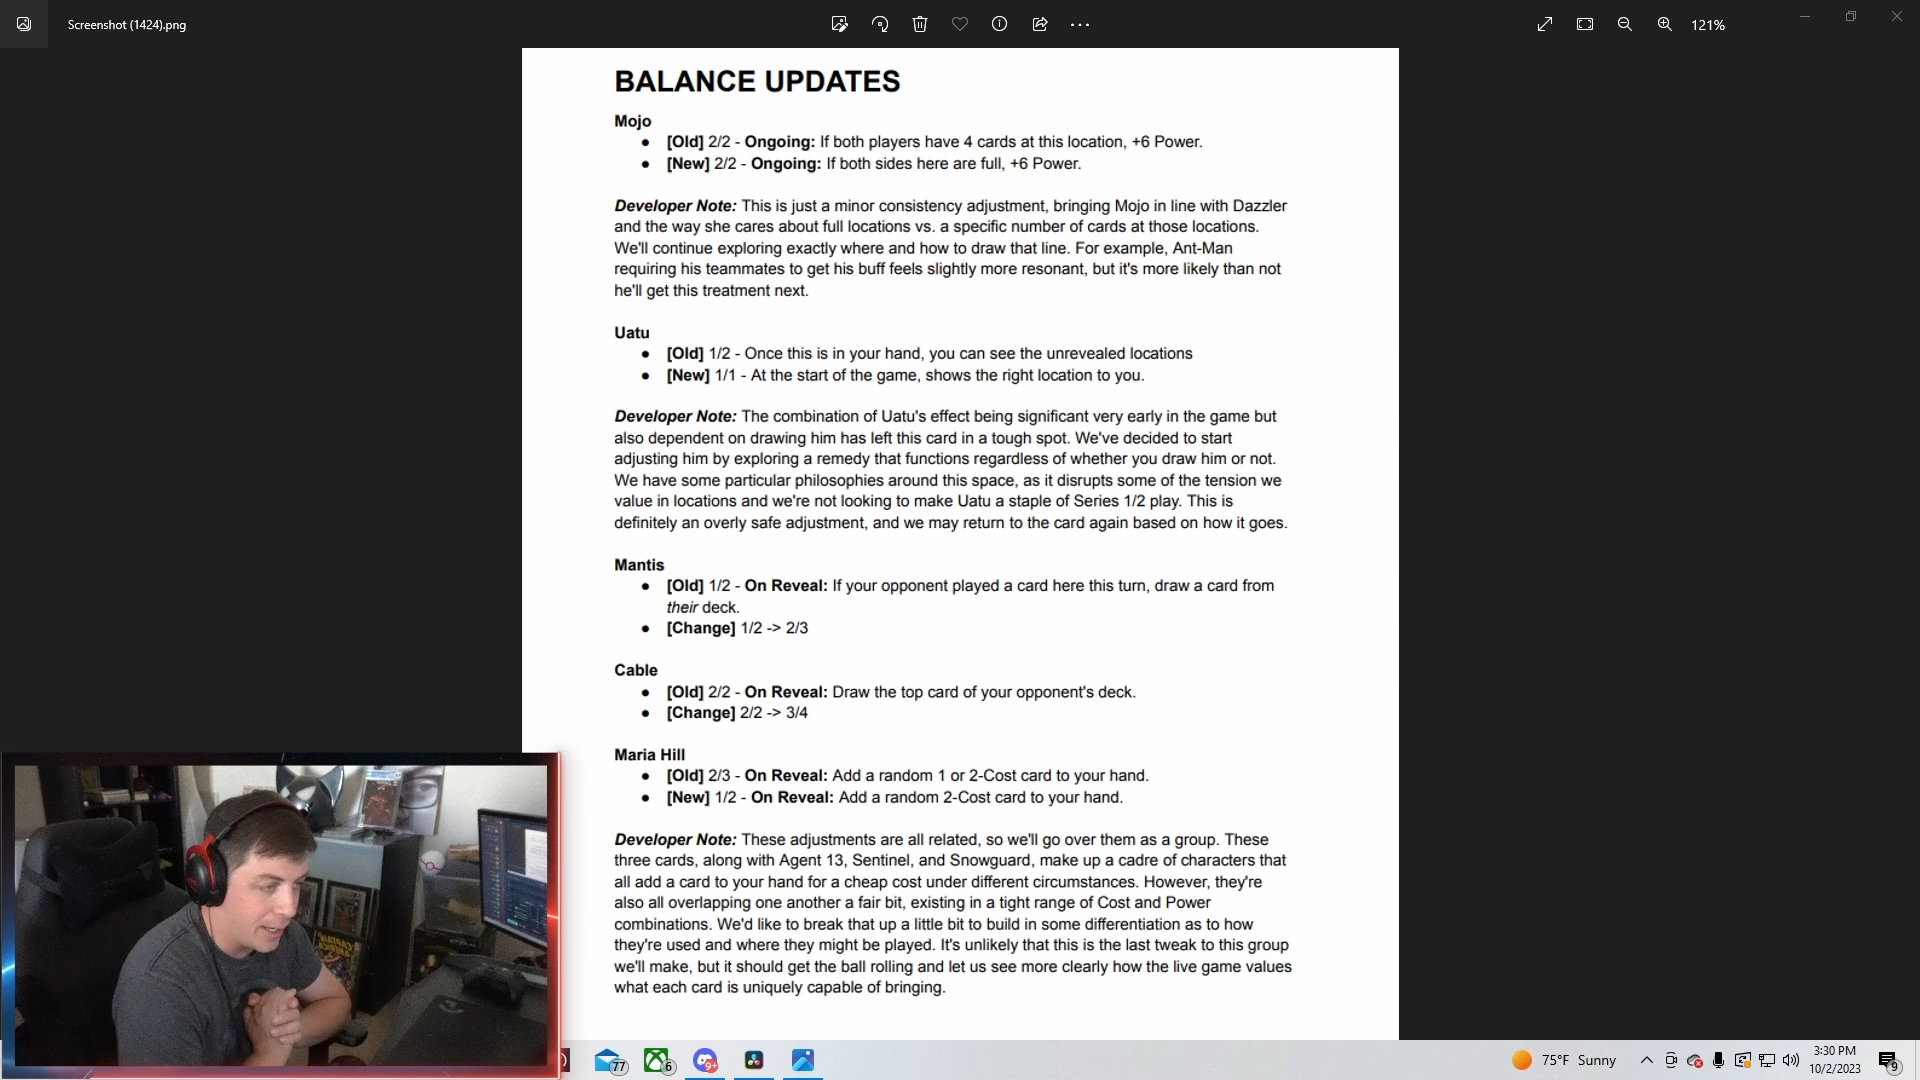 Screenshot (1424).png
121%
BALANCE UPDATES
Mojo
● [Old] 2/2 - Ongoing: If both players have 4 cards at this location, +6 Power.
● [New] 2/2 - Ongoing: If both sides here are full, +6 Power.
Developer Note: This is just a minor consistency adjustment, bringing Mojo in line with Dazzler
and the way she cares about full locations vs. a specific number of cards at those locations.
We'll continue exploring exactly where and how to draw that line. For example, Ant-Man
requiring his teammates to get his buff feels slightly more resonant, but it's more likely than not
he'll get this treatment next.
Uatu
● [Old] 1/2 - Once this is in your hand, you can see the unrevealed locations
● [New] 1/1 - At the start of the game, shows the right location to you.
Developer Note: The combination of Uatu's effect being significant very early in the game but
also dependent on drawing him has left this card in a tough spot. We've decided to start
adjusting him by exploring a remedy that functions regardless of whether you draw him or not.
We have some particular philosophies around this space, as it disrupts some of the tension we
value in locations and we're not looking to make Uatu a staple of Series 1/2 play. This is
definitely an overly safe adjustment, and we may return to the card again based on how it goes.
Mantis
● [Old] 1/2 - On Reveal: If your opponent played a card here this turn, draw a card from
their deck.
● [Change] 1/2 -> 2/3
Cable
● [Old] 2/2 - On Reveal: Draw the top card of your opponent's deck.
● [Change] 2/2 -> 3/4
Maria Hill
● [Old] 2/3 - On Reveal: Add a random 1 or 2-Cost card to your hand.
● [New] 1/2 - On Reveal: Add a random 2-Cost card to your hand.
Developer Note: These adjustments are all related, so we'll go over them as a group. These
three cards, along with Agent 13, Sentinel, and Snowguard, make up a cadre of characters that
all add a card to your hand for a cheap cost under different circumstances. However, they're
also all overlapping one another a fair bit, existing in a tight range of Cost and Power
combinations. We'd like to break that up a little bit to build in some differentiation as to how
they're used and where they might be played. It's unlikely that this is the last tweak to this group
we'll make, but it should get the ball rolling and let us see more clearly how the live game values
what each card is uniquely capable of bringing.
CAPTAIN
77
6
9+
75°F Sunny
3:30 PM
10/2/2023
9